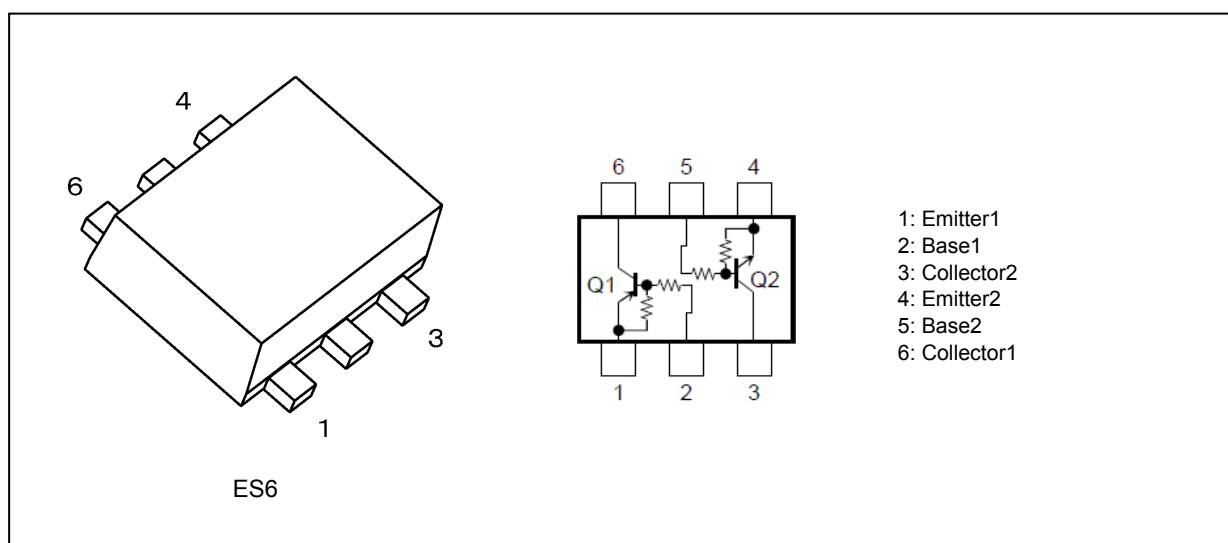 4
6
3
1
ES6
6 5 4
Q1 Q2
1 2 3
1: Emitter1
2: Base1
3: Collector2
4: Emitter2
5: Base2
6: Collector1